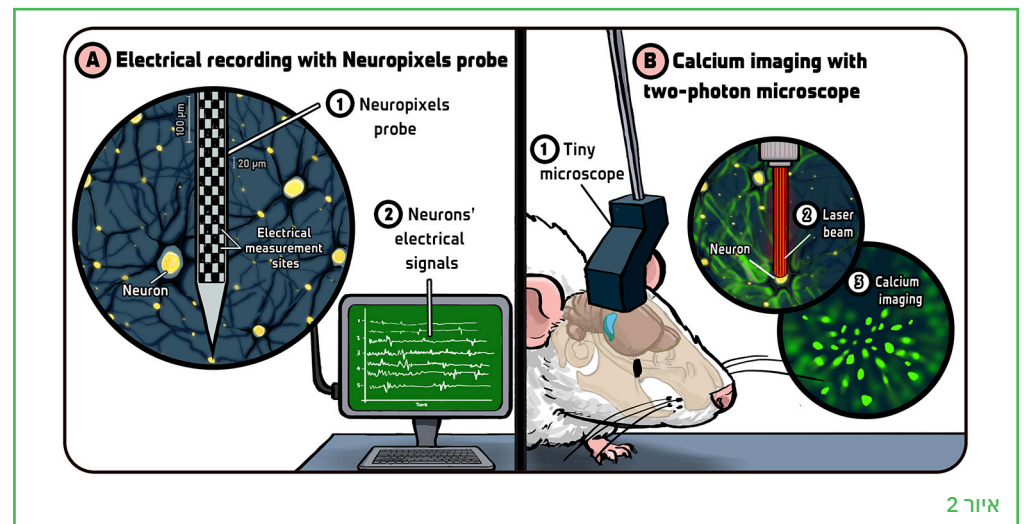 A Electrical recording with Neuropixels probe
100 µm
1 Neuropixels
probe
20 µm
2 Neurons'
electrical
signals
Electrical
measurement
sites
Neuron
1
2
3
4
5
Time
B Calcium imaging with
two-photon microscope
1 Tiny
microscope
2 Laser
beam
Neuron
3 Calcium
imaging
איור 2